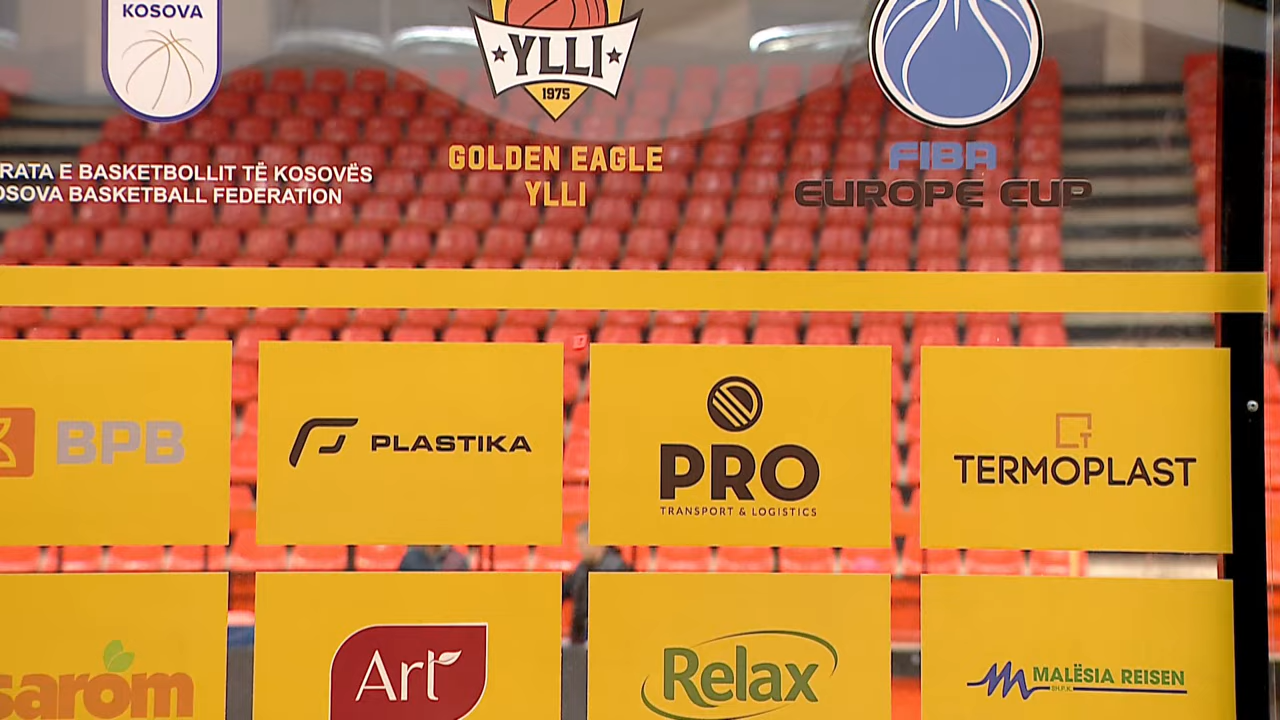 KOSOVA
YLLI
1975
RATA E BASKETBOLLIT TË KOSOVËS
OSOVA BASKETBALL FEDERATION
GOLDEN EAGLE
YLLI
FIBA
EUROPE CUP
BPB
PLASTIKA
PRO
TRANSPORT & LOGISTICS
TERMOPLAST
sarom
Art
Relax
MALËSIA REISEN
SH.P.K.